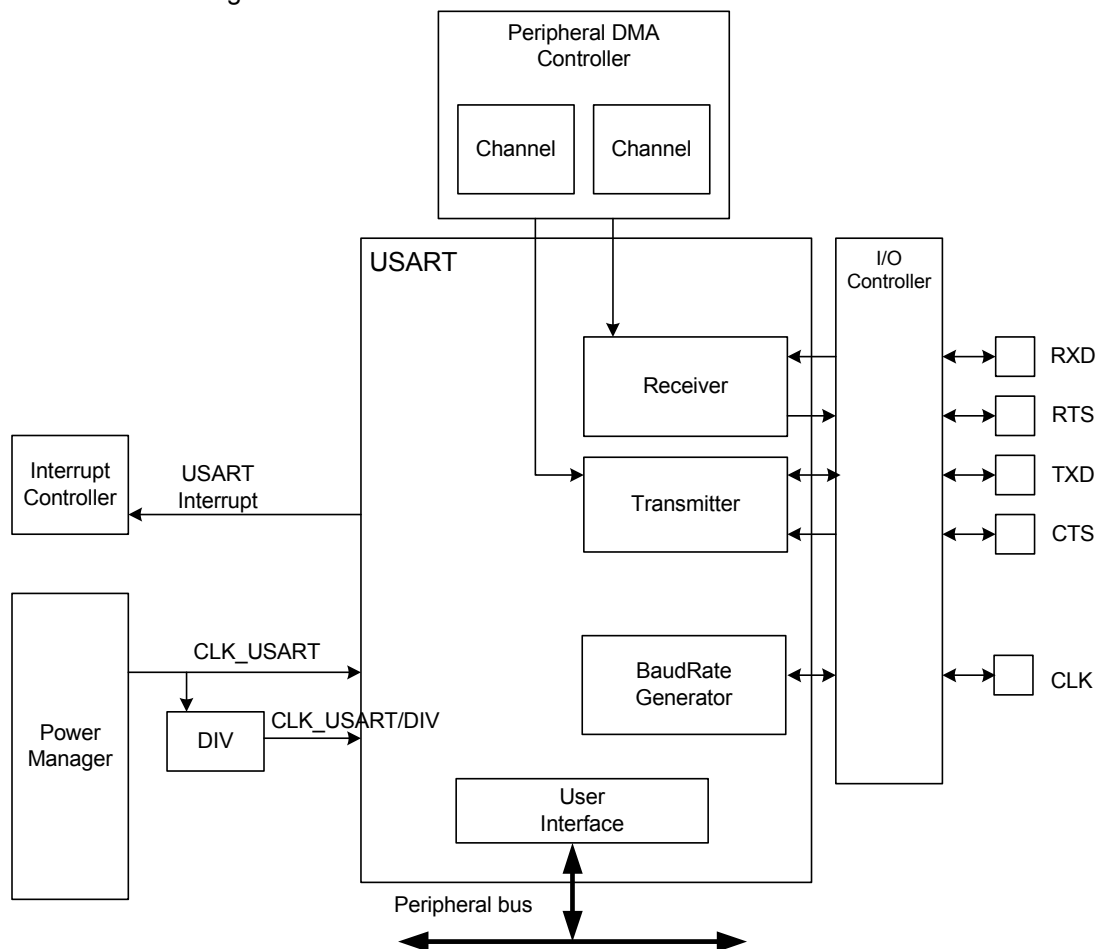 Peripheral DMA
Controller
Channel
Channel
USART
I/O
Controller
Receiver
RXD
RTS
Interrupt
Controller
USART
Interrupt
Transmitter
TXD
CTS
CLK_USART
BaudRate
Generator
CLK
Power
Manager
DIV
CLK_USART/DIV
User
Interface
Peripheral bus